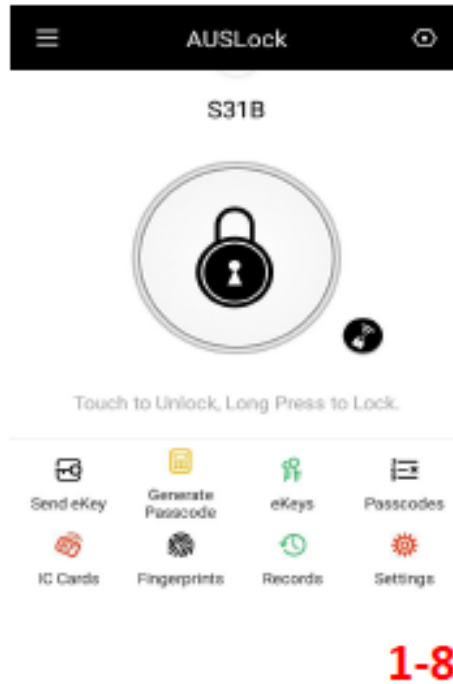 AUSLock
S31B
Touch to Unlock, Long Press to Lock.
Send eKey
Generate
Passcode
eKeys
Passcodes
IC Cards
Fingerprints
Records
Settings
1-8